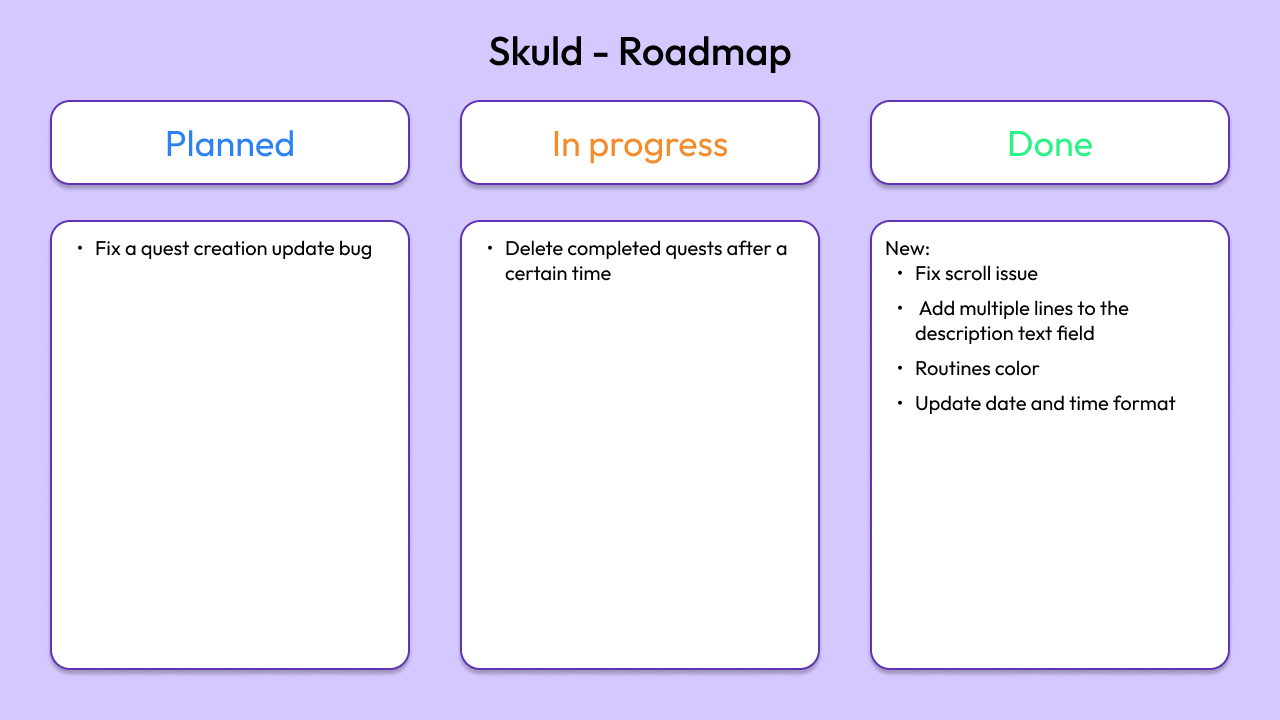 Skuld - Roadmap
Planned
In progress
Done
• Fix a quest creation update bug
• Delete completed quests after a
certain time
New:
• Fix scroll issue
• Add multiple lines to the
description text field
• Routines color
• Update date and time format